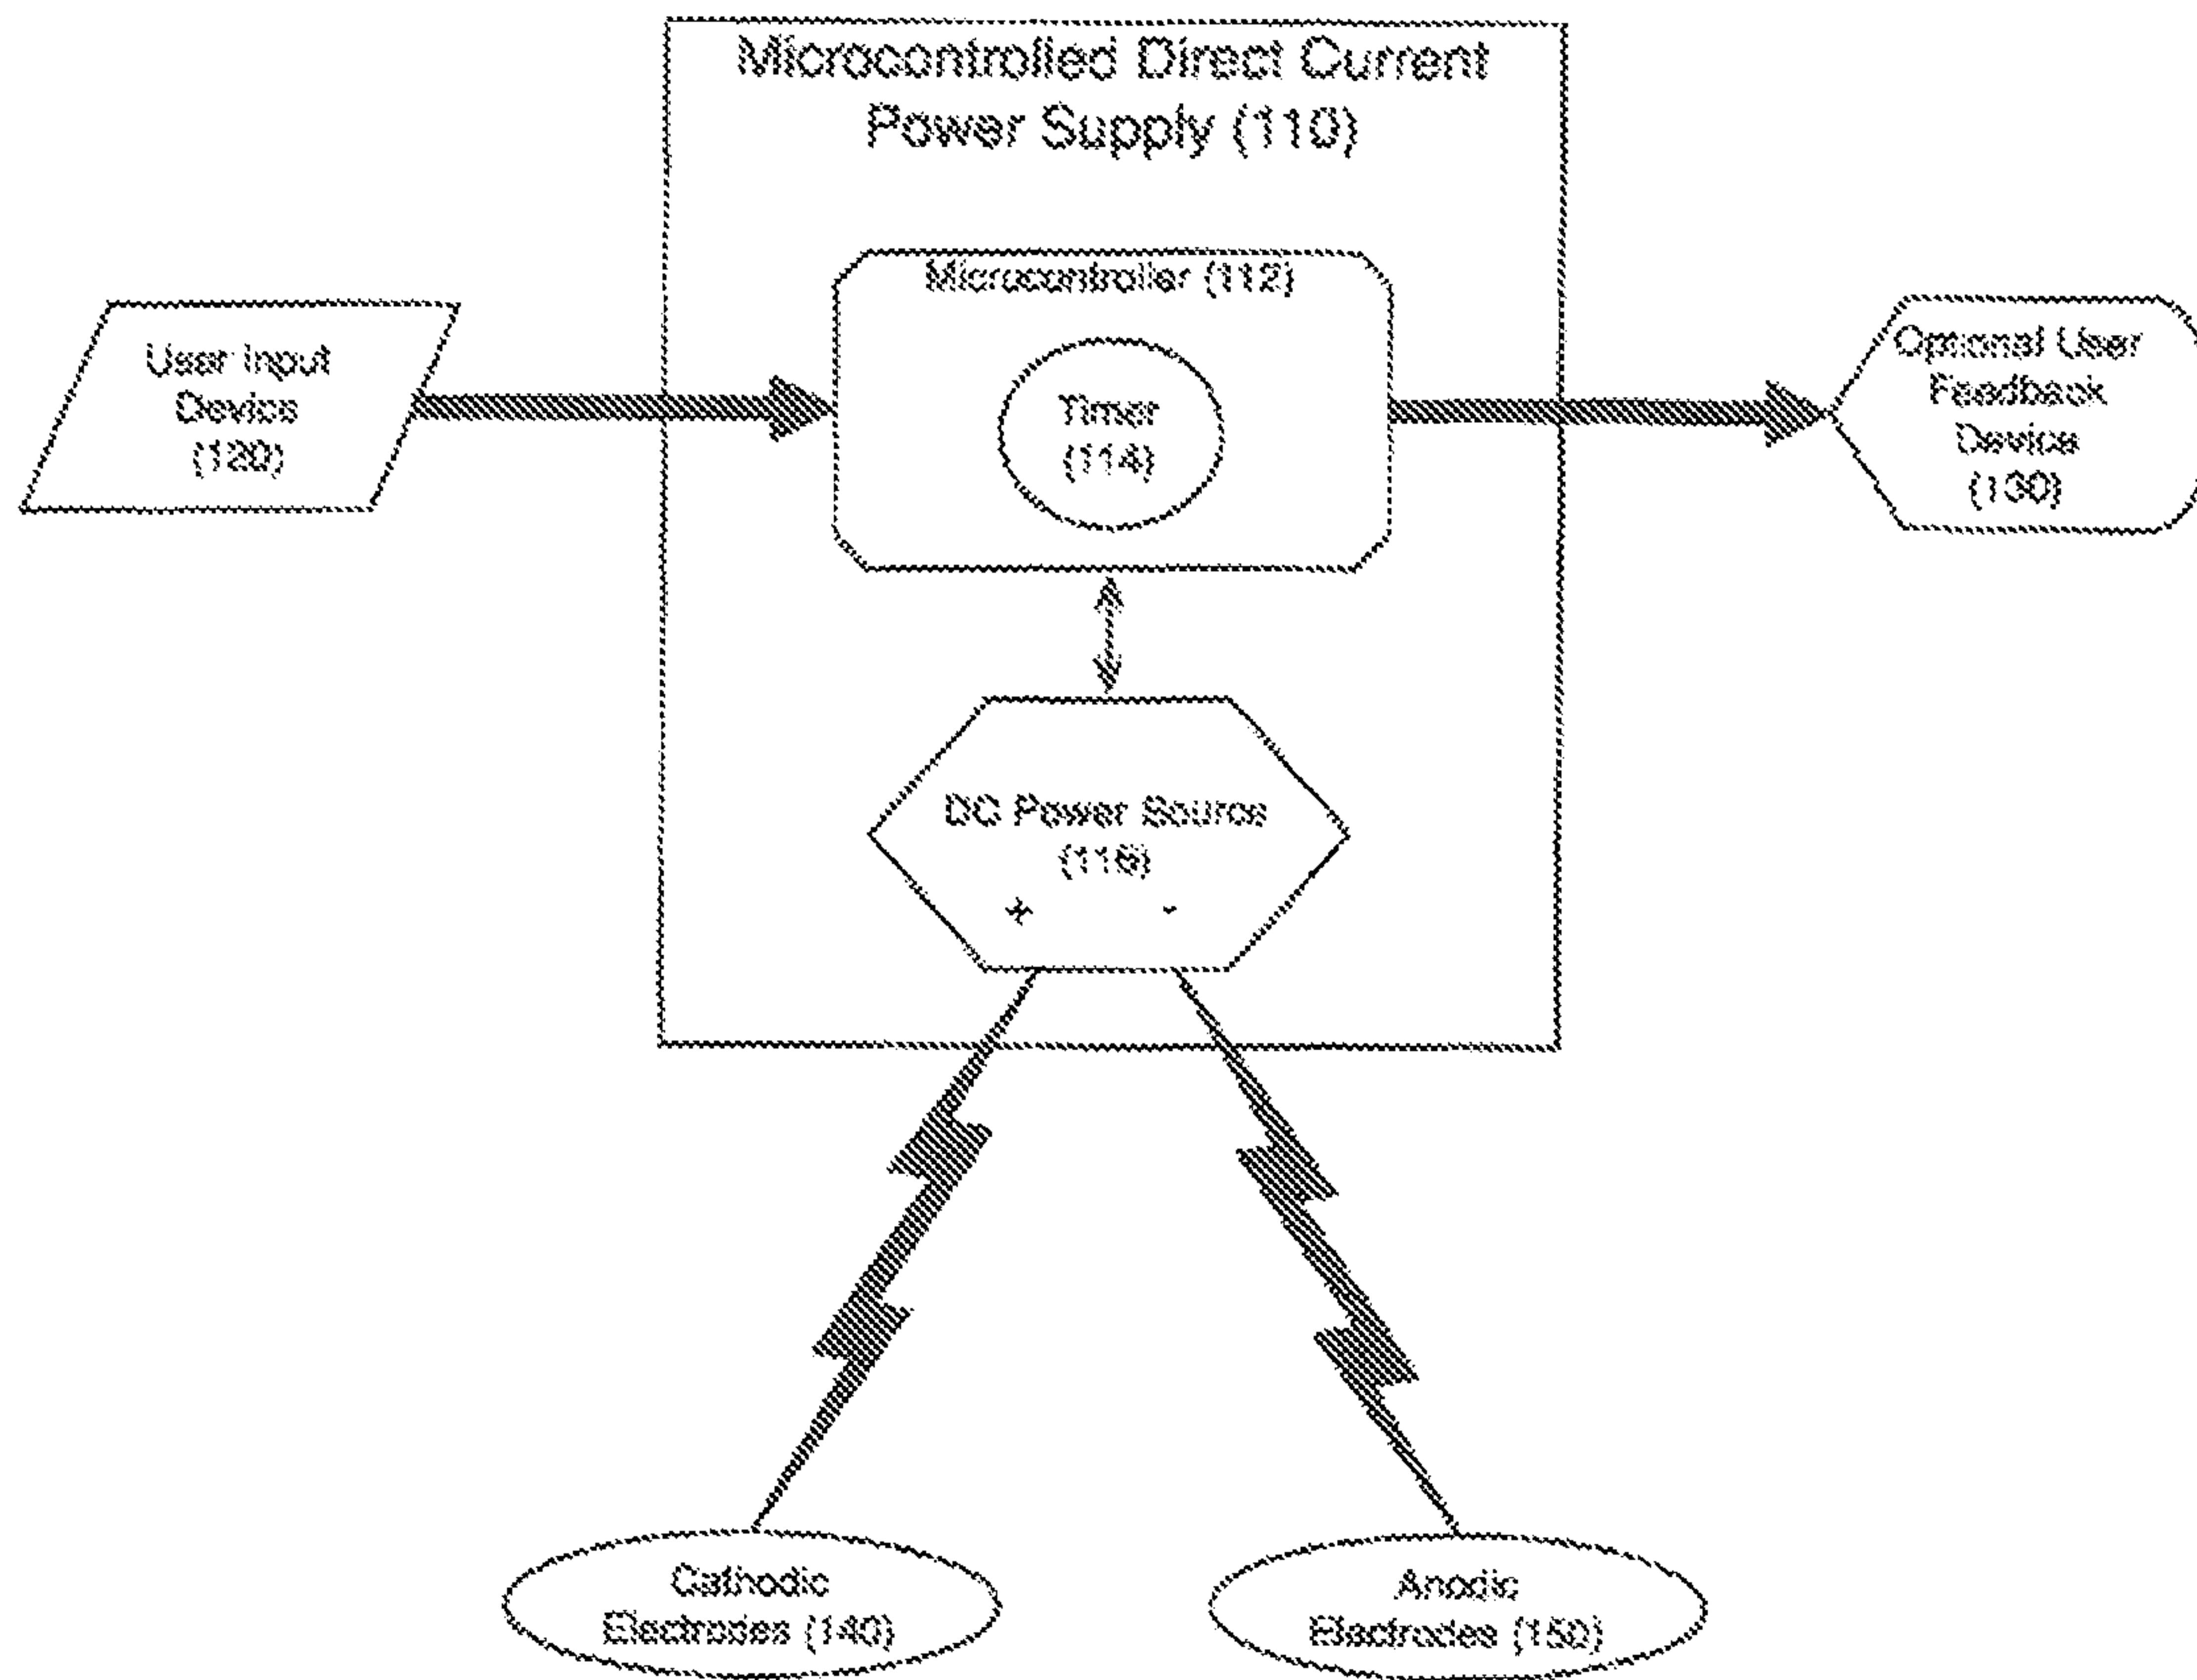 Microcontrolled Direct Current
Power Supply (110)
Microcontroller (112)
User Input
Device
(120)
Timer
(114)
Optional User
Feedback
Device
(130)
DC Power Source
(116)
+ -
Cathodic
Electrodes (140)
Anodic
Electrodes (150)